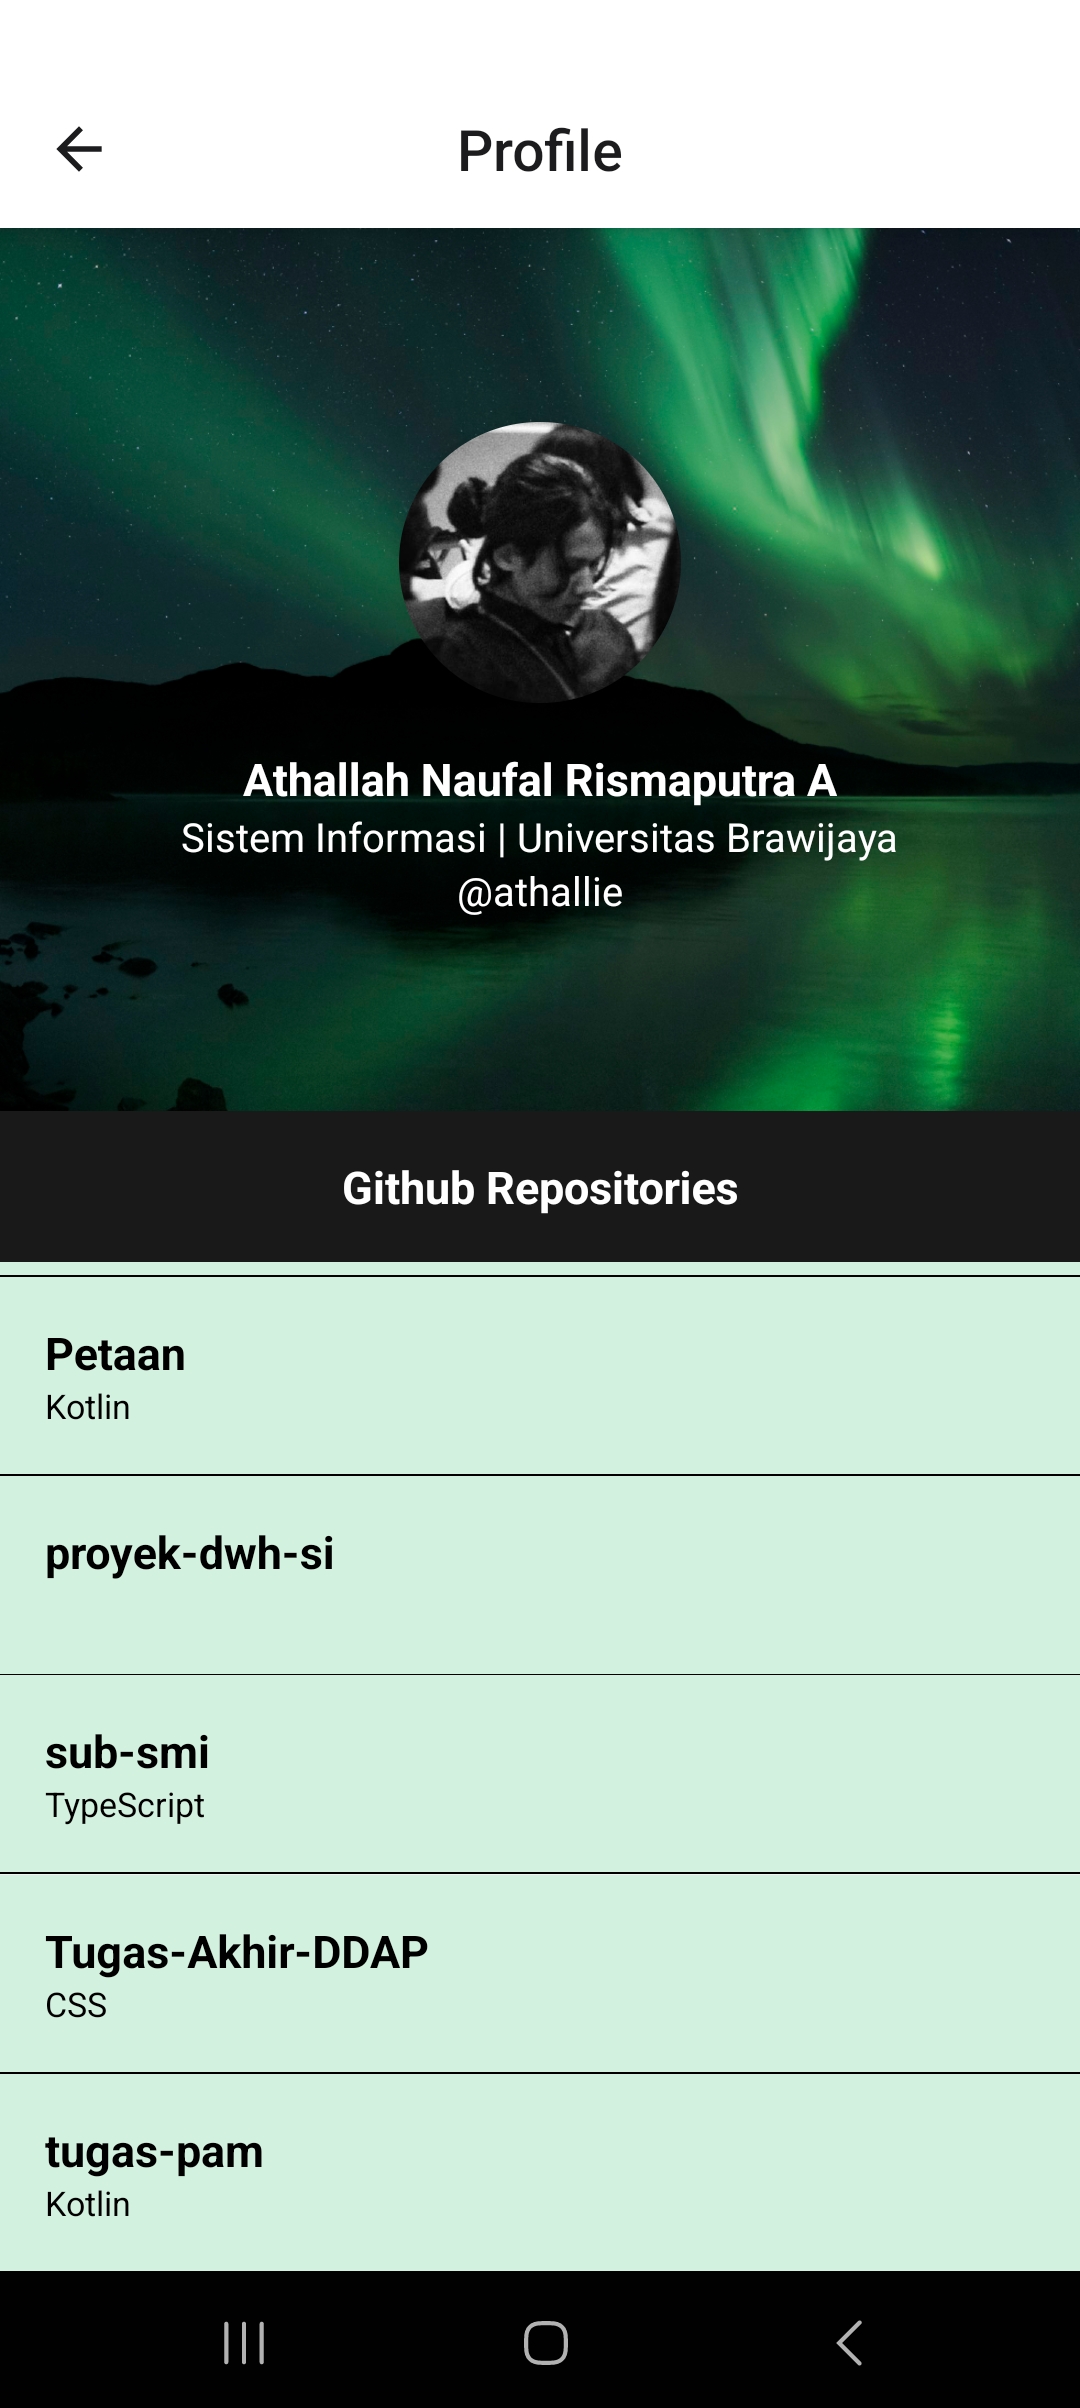 Profile
Athallah Naufal Rismaputra A
Sistem Informasi | Universitas Brawijaya
@athallie
Github Repositories
Petaan
Kotlin
proyek-dwh-si
sub-smi
TypeScript
Tugas-Akhir-DDAP
CSS
tugas-pam
Kotlin